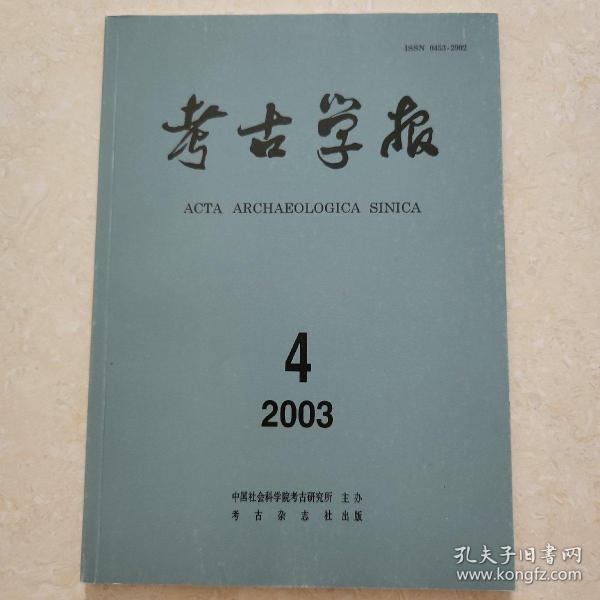 ISSN 0453-2902
考古学报
ACTA ARCHAEOLOGICA SINICA
4
2003
中国社会科学院考古研究所 主办
考古杂志社出版
孔夫子旧书网
www.kongfz.com